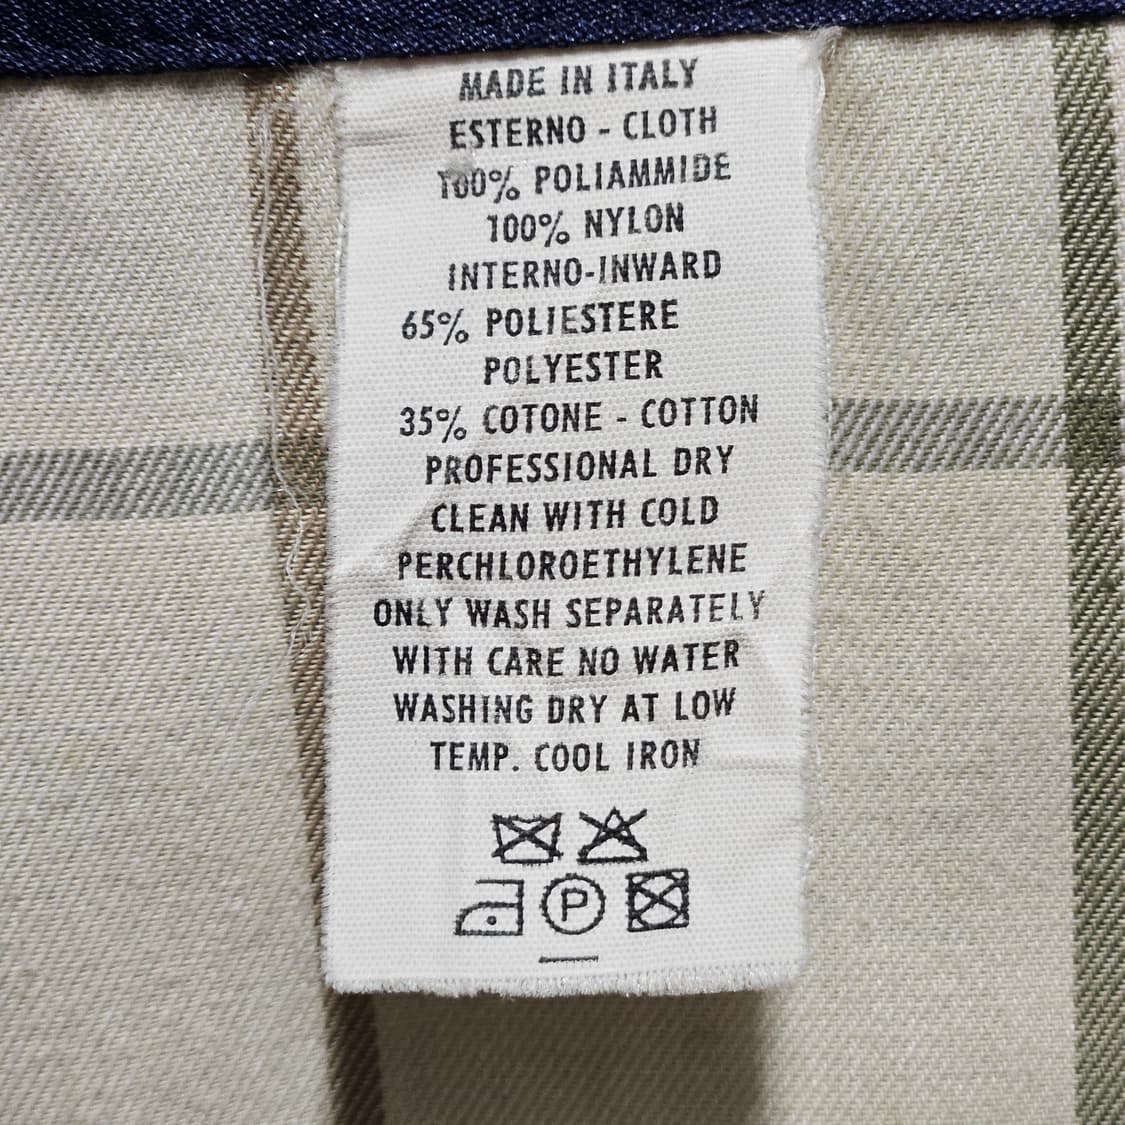 MADE IN ITALY
ESTERNO - CLOTH
100% POLIAMMIDE
100% NYLON
INTERNO-INWARD
65% POLIESTERE
POLYESTER
35% COTONE - COTTON
PROFESSIONAL DRY
CLEAN WITH COLD
PERCHLOROETHYLENE
ONLY WASH SEPARATELY
WITH CARE NO WATER
WASHING DRY AT LOW
TEMP. COOL IRON
P